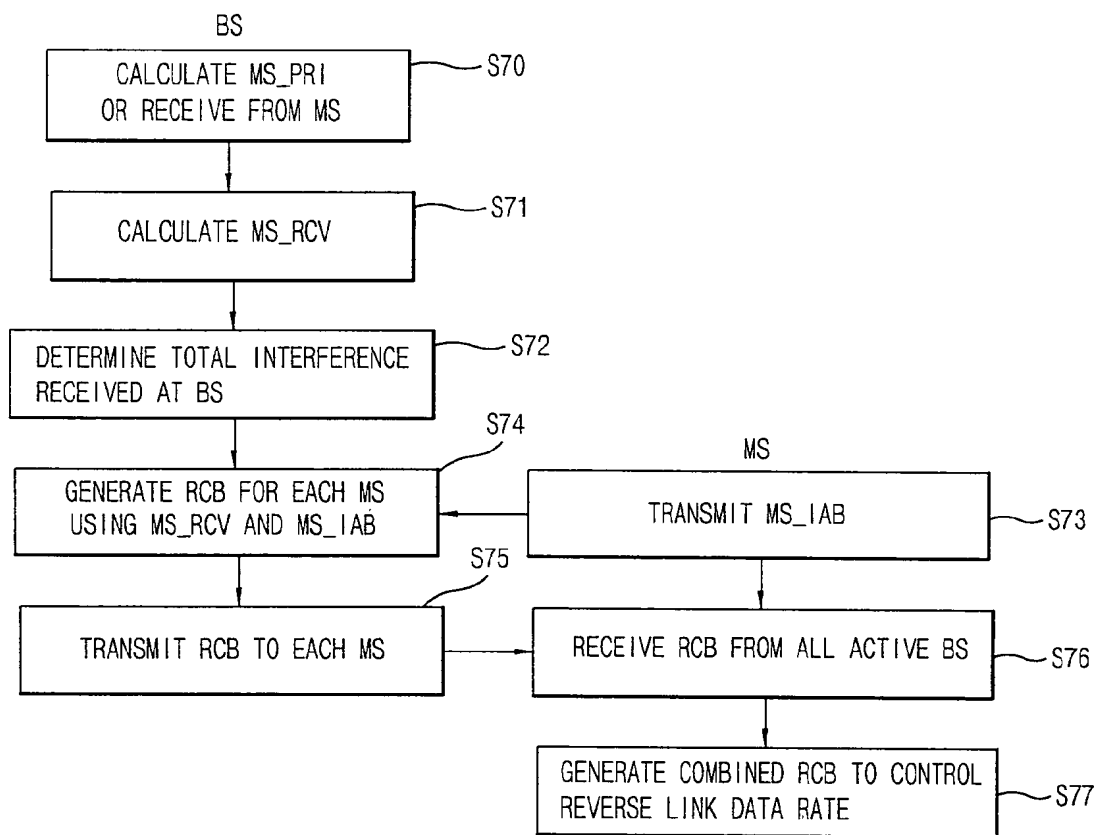 BS
CALCULATE MS_PRI
OR RECEIVE FROM MS
S70
CALCULATE MS_RCV
S71
DETERMINE TOTAL INTERFERENCE
RECEIVED AT BS
S72
GENERATE RCB FOR EACH MS
USING MS_RCV AND MS_IAB
S74
MS
TRANSMIT MS_IAB
S73
TRANSMIT RCB TO EACH MS
S75
RECEIVE RCB FROM ALL ACTIVE BS
S76
GENERATE COMBINED RCB TO CONTROL
REVERSE LINK DATA RATE
S77